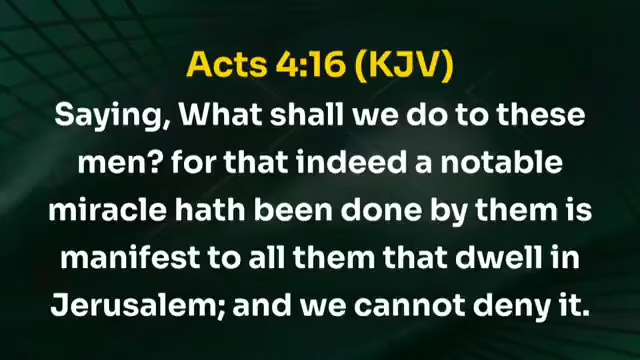 Acts 4:16 (KJV)
Saying, What shall we do to these
men? for that indeed a notable
miracle hath been done by them is
manifest to all them that dwell in
Jerusalem; and we cannot deny it.